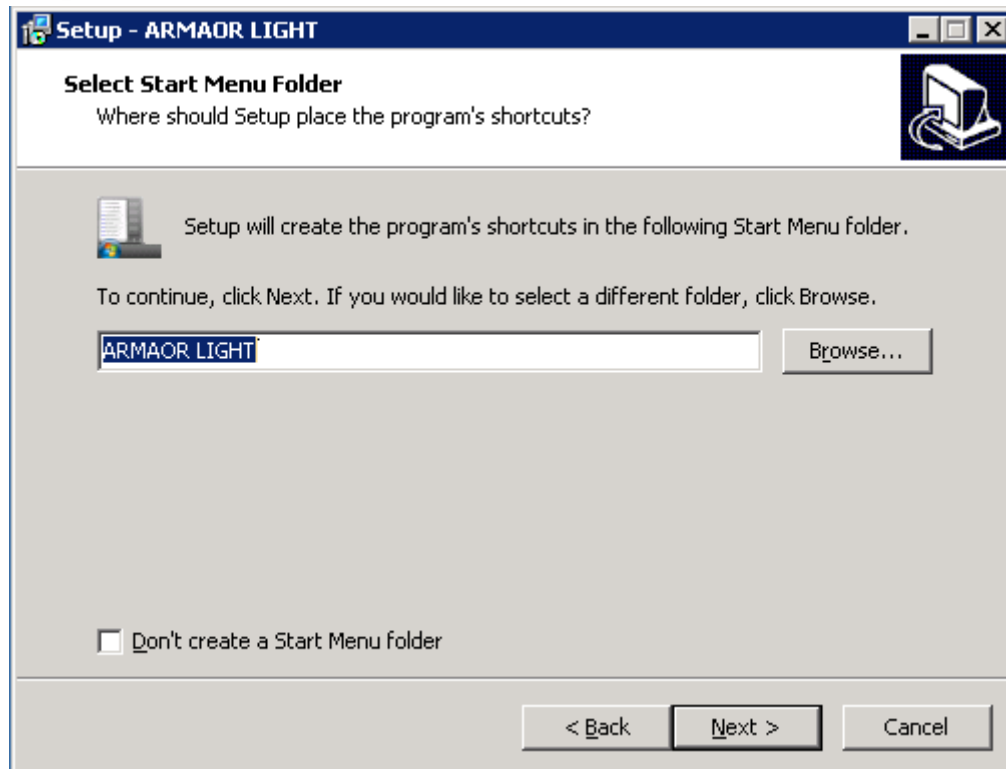 Setup - ARMAOR LIGHT
Select Start Menu Folder
Where should Setup place the program's shortcuts?
Setup will create the program's shortcuts in the following Start Menu folder.
To continue, click Next. If you would like to select a different folder, click Browse.
ARMAOR LIGHT
Browse...
Don't create a Start Menu folder
< Back
Next >
Cancel